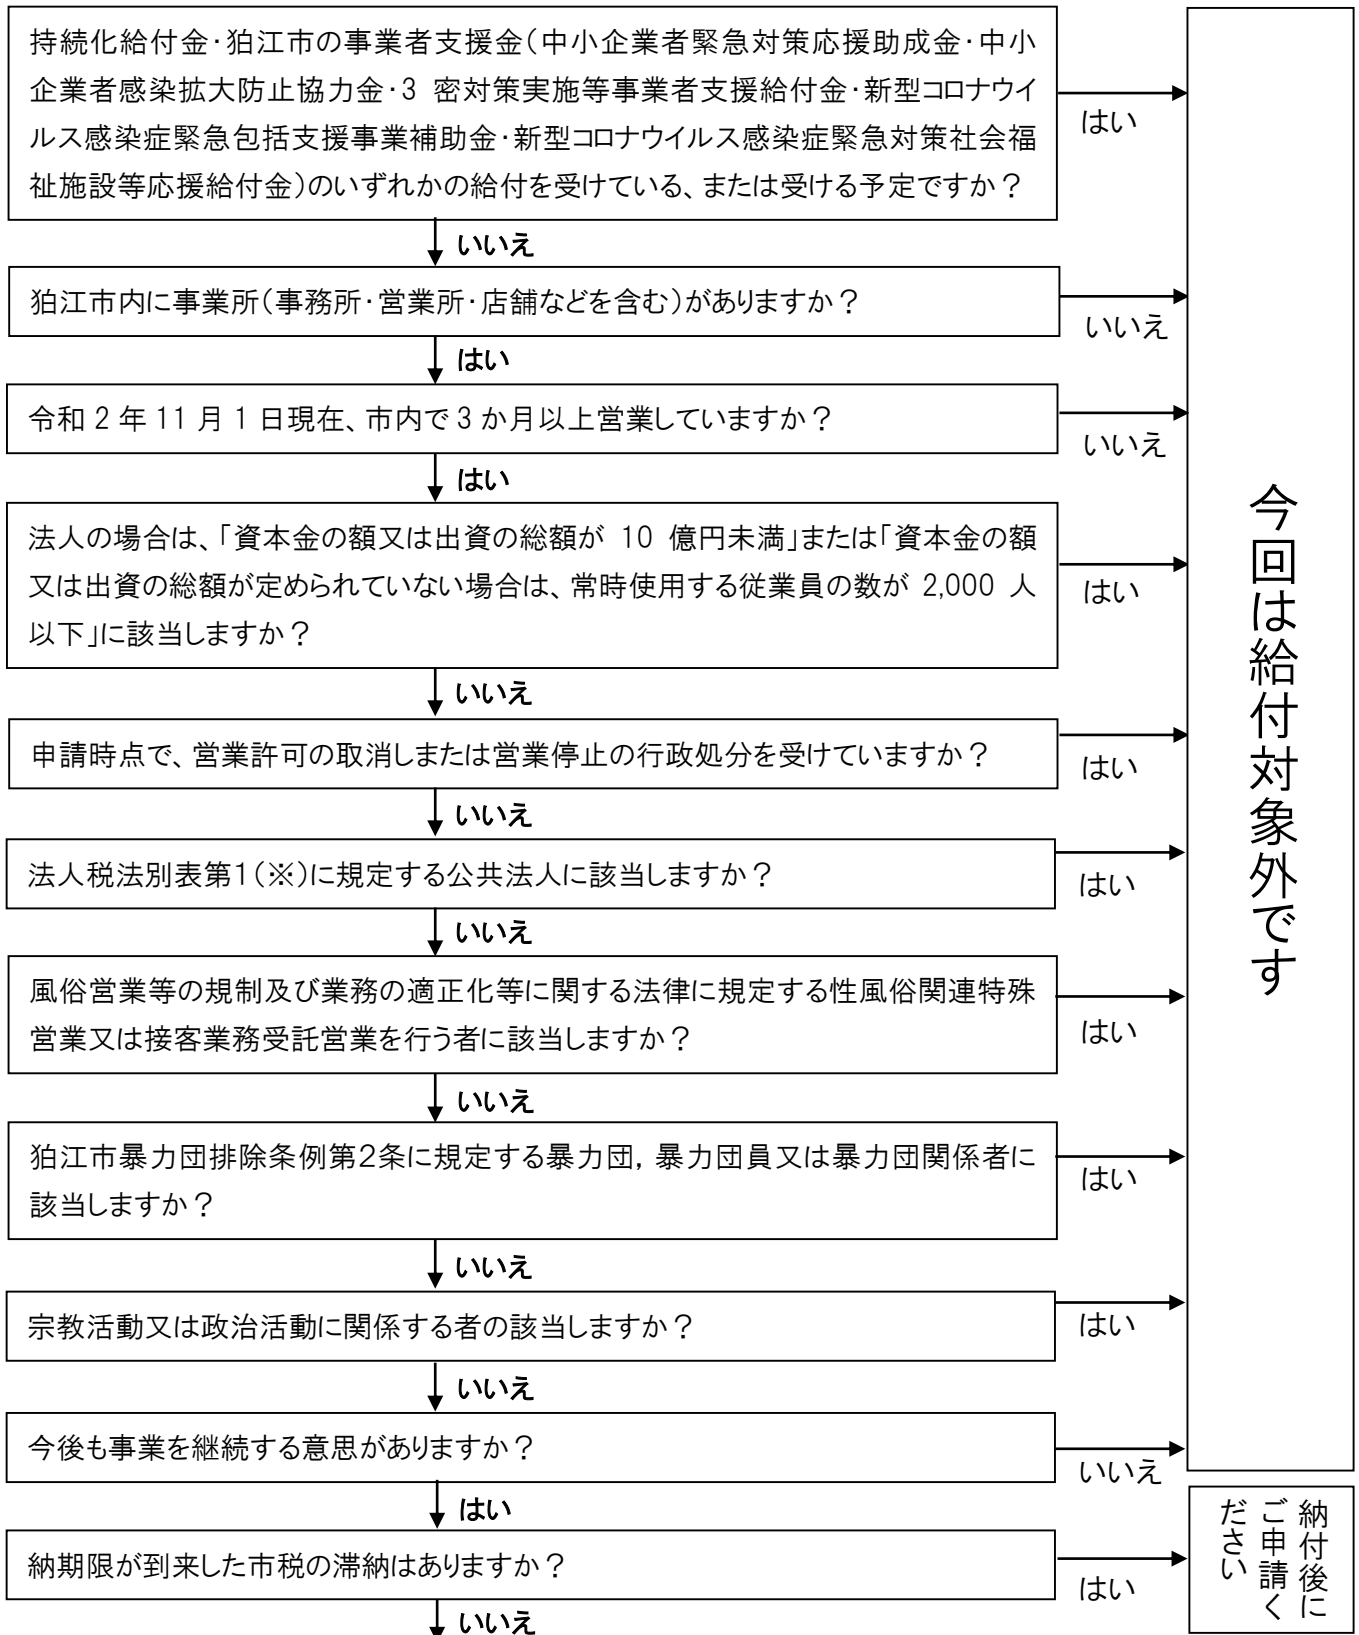 持続化給付金・狛江市の事業者支援金（中小企業者緊急対策応援助成金・中小
企業者感染拡大防止協力金・3 密対策実施等事業者支援給付金・新型コロナウイ
ルス感染症緊急包括支援事業補助金・新型コロナウイルス感染症緊急対策社会福
祉施設等応援給付金）のいずれかの給付を受けている、または受ける予定ですか？
はい
いいえ
狛江市内に事業所（事務所・営業所・店舗などを含む）がありますか？
いいえ
はい
令和 2 年 11 月 1 日現在、市内で 3 か月以上営業していますか？
いいえ
はい
法人の場合は、「資本金の額又は出資の総額が 10 億円未満」または「資本金の額
又は出資の総額が定められていない場合は、常時使用する従業員の数が 2,000 人
以下」に該当しますか？
はい
いいえ
申請時点で、営業許可の取消しまたは営業停止の行政処分を受けていますか？
はい
いいえ
法人税法別表第1（※）に規定する公共法人に該当しますか？
はい
いいえ
風俗営業等の規制及び業務の適正化等に関する法律に規定する性風俗関連特殊
営業又は接客業務受託営業を行う者に該当しますか？
はい
いいえ
狛江市暴力団排除条例第2条に規定する暴力団，暴力団員又は暴力団関係者に
該当しますか？
はい
いいえ
宗教活動又は政治活動に関係する者の該当しますか？
はい
いいえ
今後も事業を継続する意思がありますか？
いいえ
はい
納期限が到来した市税の滞納はありますか？
はい
いいえ
今回は給付対象外です
納付後に
ご申請く
ださい